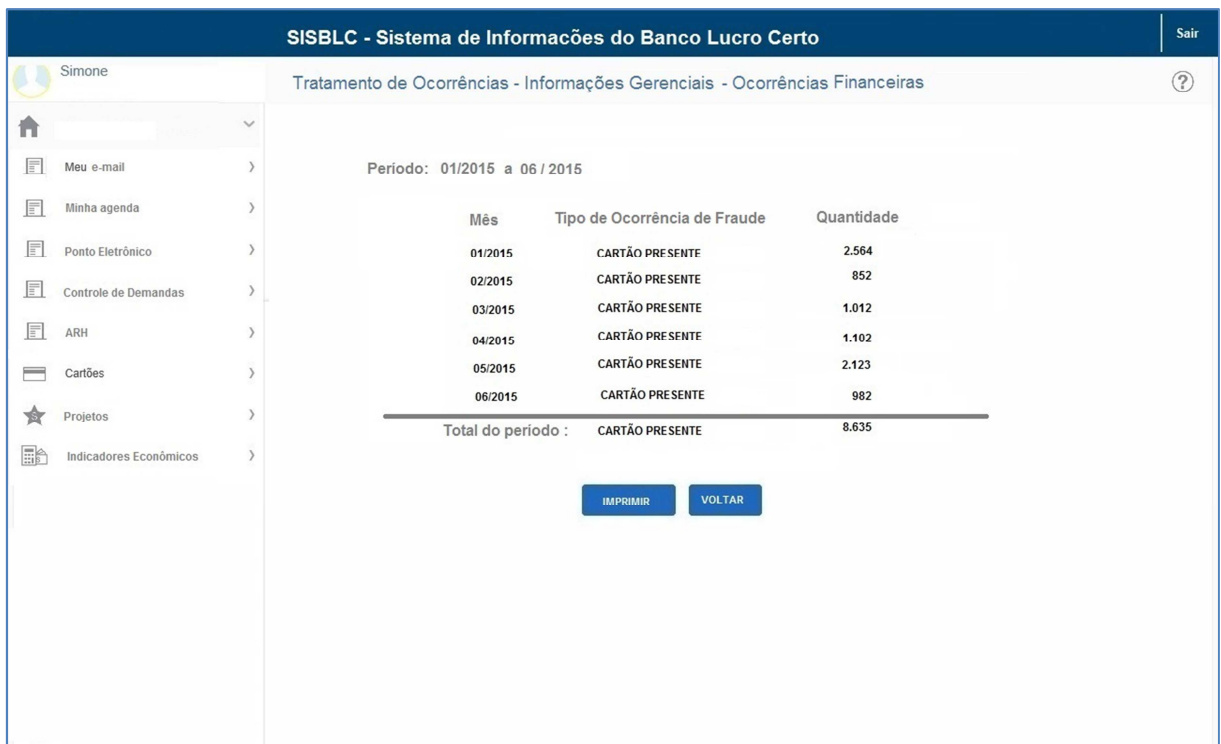 SISBLC - Sistema de Informacões do Banco Lucro Certo
Sair
Simone
Tratamento de Ocorrências - Informações Gerenciais - Ocorrências Financeiras
?
Meu e-mail
Minha agenda
Ponto Eletrônico
Controle de Demandas
ARH
Cartões
Projetos
Indicadores Econômicos
Período: 01/2015 a 06 / 2015
Mês Tipo de Ocorrência de Fraude Quantidade
01/2015 CARTÃO PRESENTE 2.564
02/2015 CARTÃO PRESENTE 852
03/2015 CARTÃO PRESENTE 1.012
04/2015 CARTÃO PRESENTE 1.102
05/2015 CARTÃO PRESENTE 2.123
06/2015 CARTÃO PRESENTE 982
Total do periodo : CARTÃO PRESENTE 8.635
IMPRIMIR VOLTAR